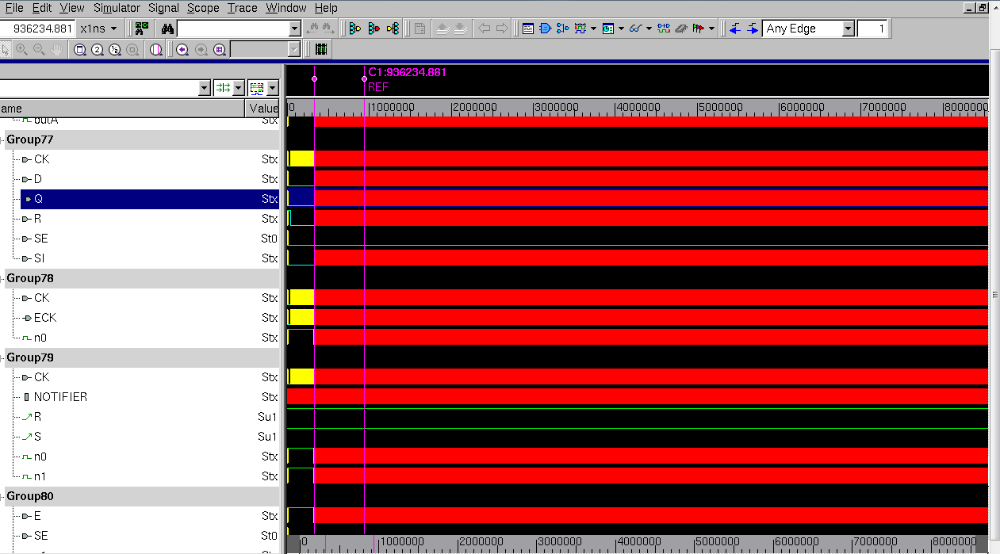 File Edit View Simulator Signal Scope Trace Window Help
936234.881 x1ns Any Edge 1
2 ½
C1:936234.881
REF
ame Value
0 1000000 2000000 3000000 4000000 5000000 6000000 7000000 8000000
outA Stx
Group77
CK Stx
D Stx
Q Stx
R Stx
SE St0
SI Stx
Group78
CK Stx
ECK Stx
n0 Stx
Group79
CK Stx
NOTIFIER Stx
R Su1
S Su1
n0 Stx
n1 Stx
Group80
E Stx
SE St0
0 1000000 2000000 3000000 4000000 5000000 6000000 7000000 8000000